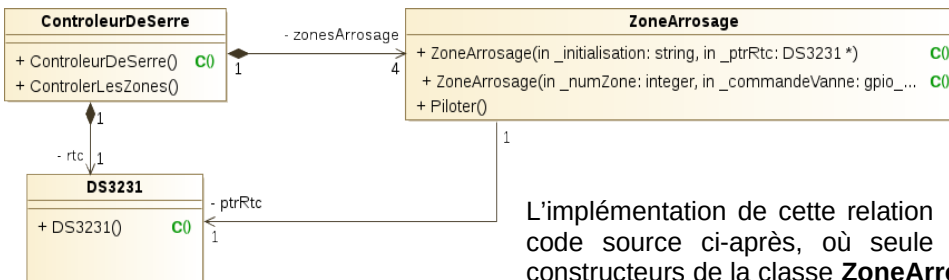 ControleurDeSerre
+ ControleurDeSerre() C()
+ ControlerLesZones()
- zonesArrosage
1
4
ZoneArrosage
+ ZoneArrosage(in _initialisation: string, in _ptrRtc: DS3231 *) C()
+ ZoneArrosage(in _numZone: integer, in _commandeVanne: gpio_... C()
+ Piloter()
1
- rtc
1
1
DS3231
+ DS3231() C()
- ptrRtc
1
L’implémentation de cette relation
code source ci-après, où seule
constructeurs de la classe